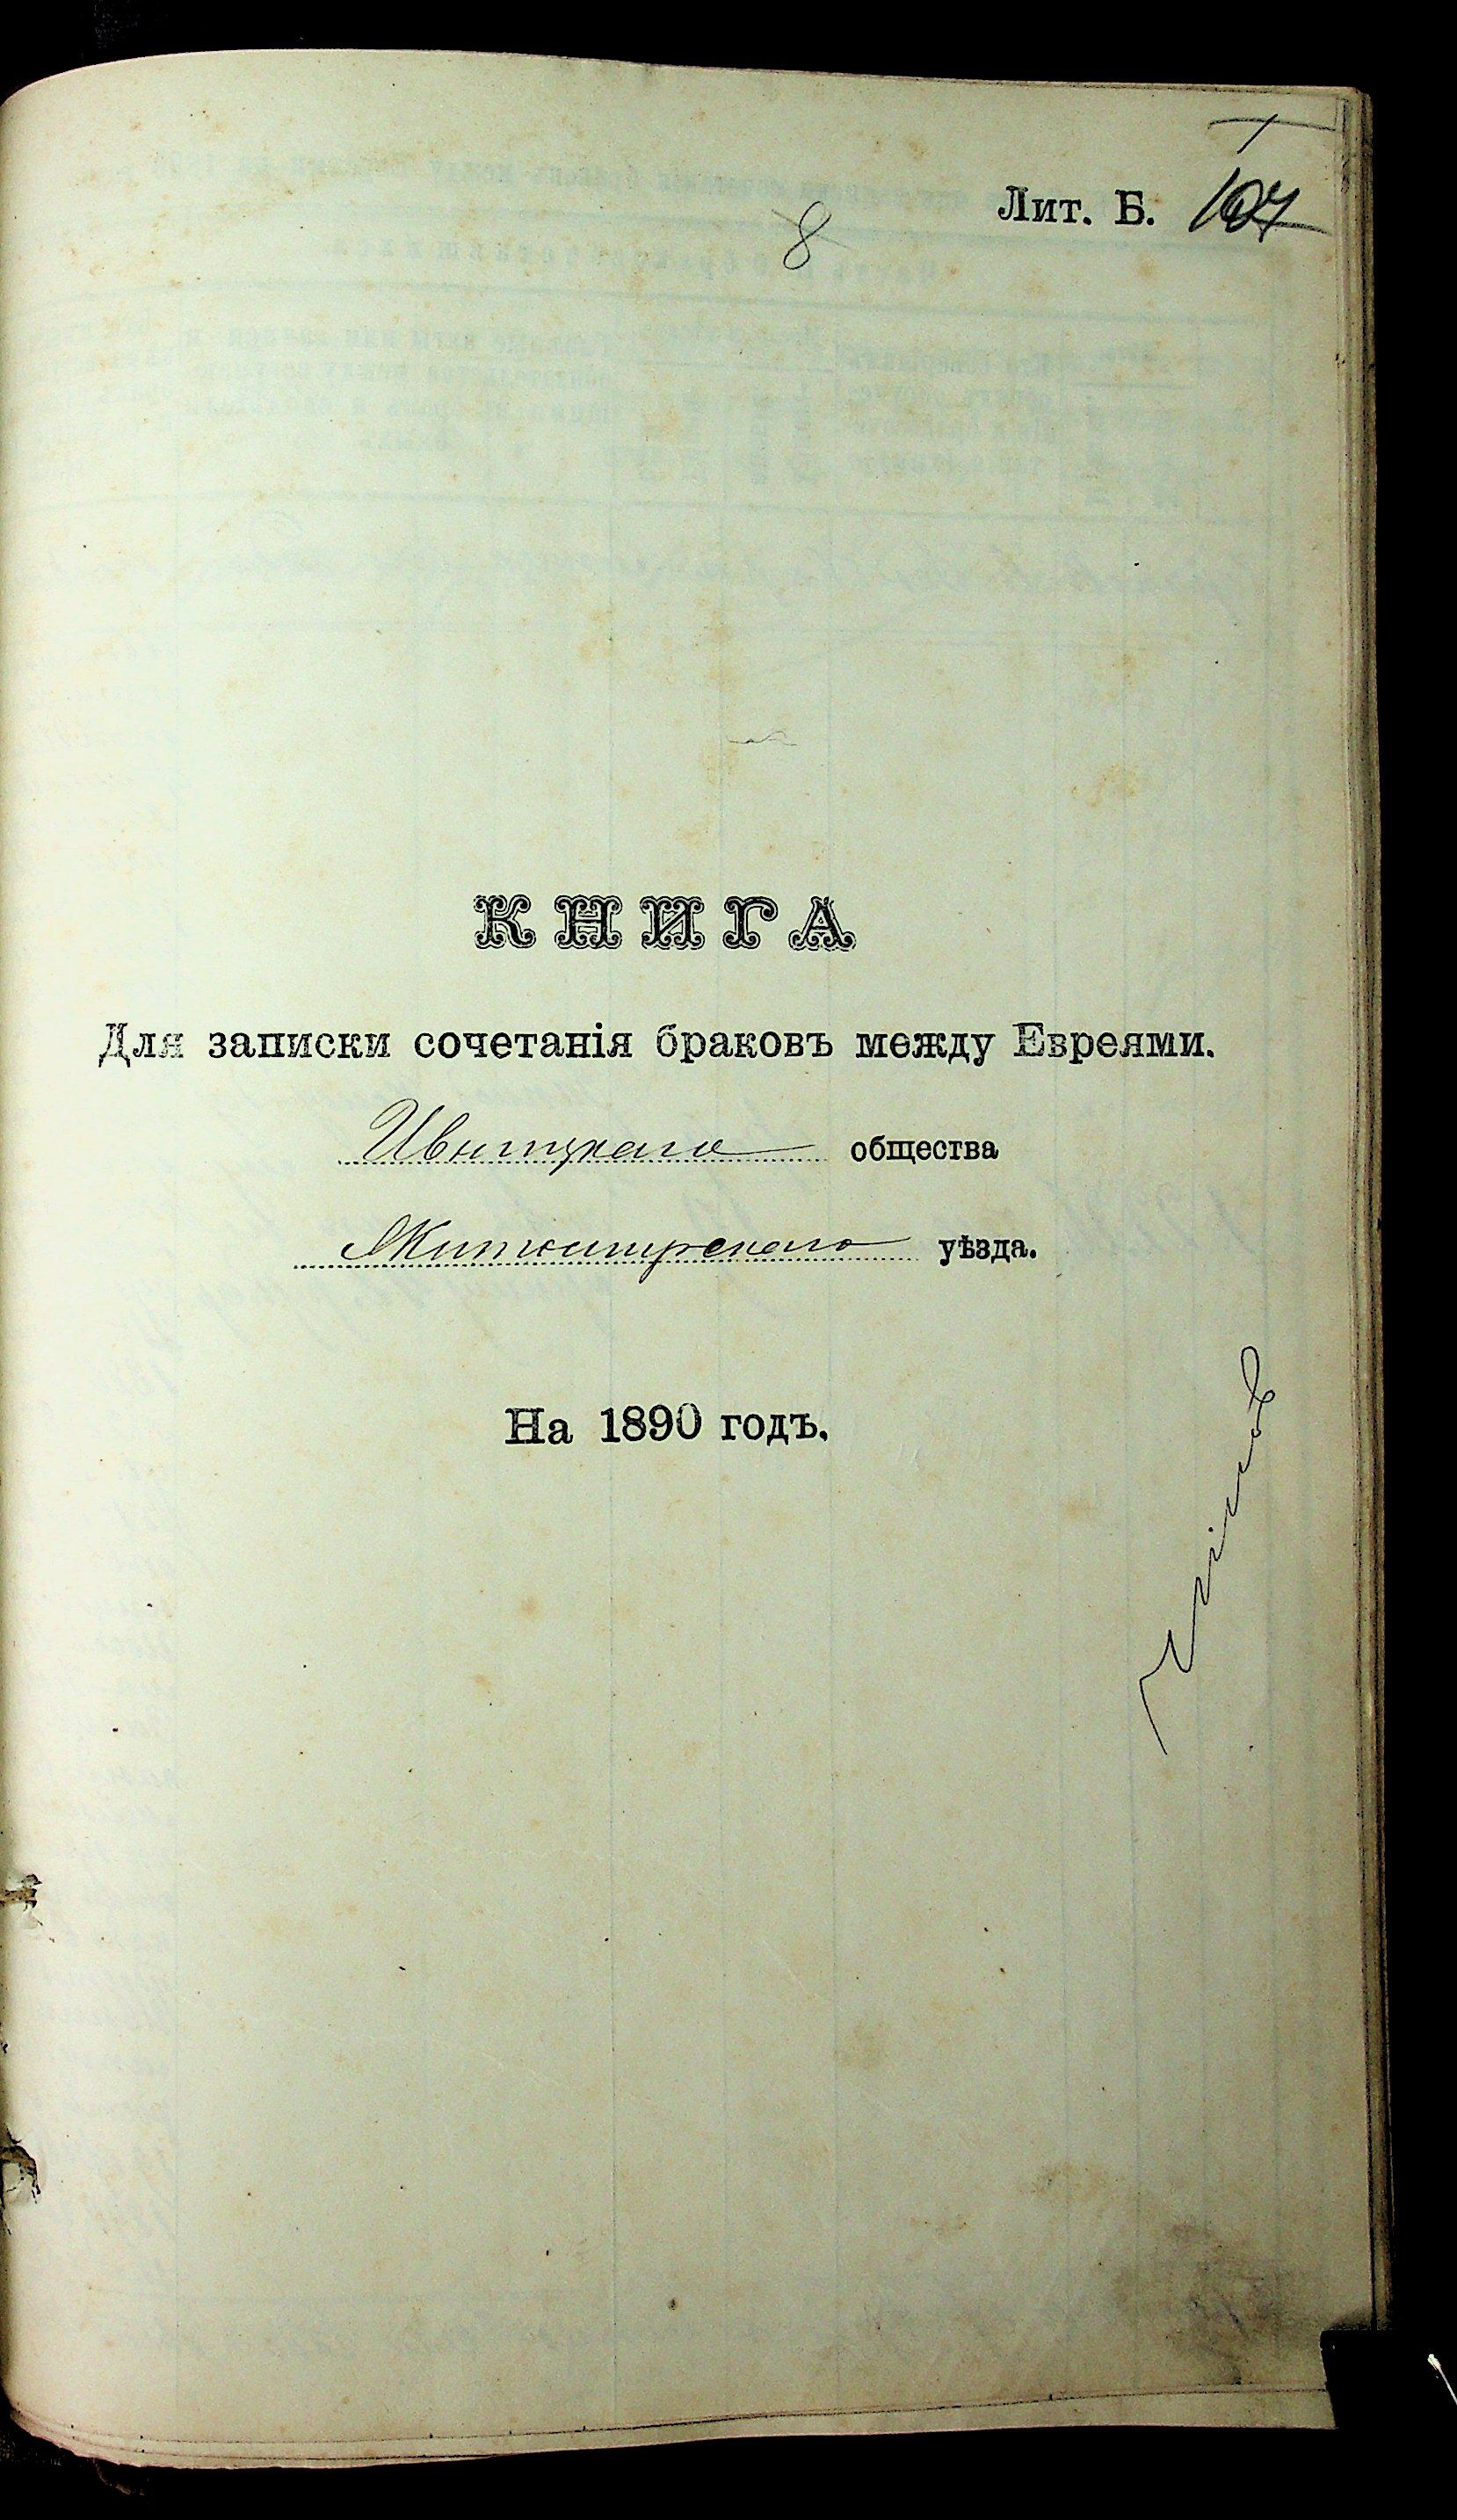 Лит. Б. 107
8
КНИГА
Для записки сочетанія браковъ между Евреями.
Ивницкаго общества
Житомирскаго уѣзда.
На 1890 годъ.